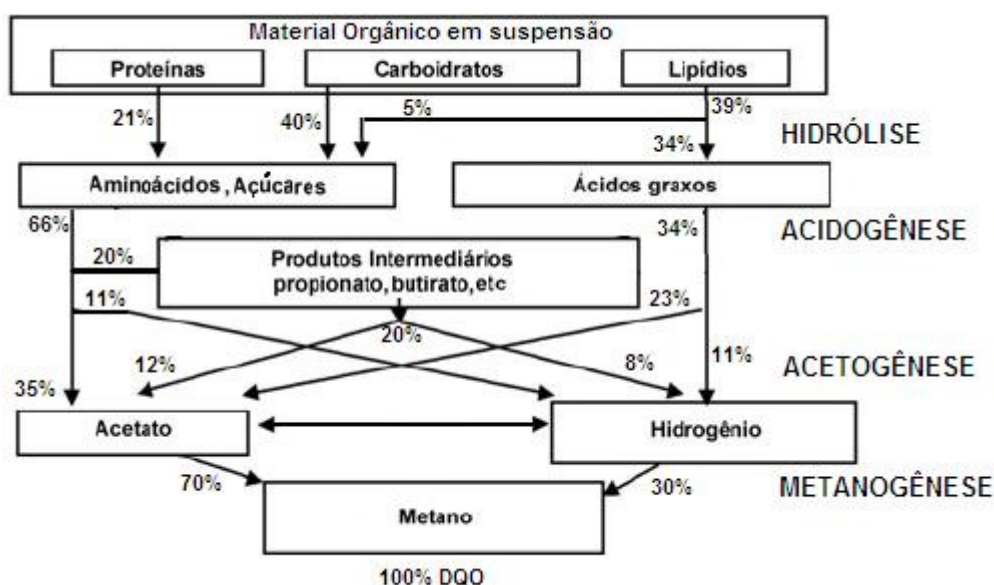 Material Orgânico em suspensão
Proteínas
Carboidratos
Lipídios
21%
40%
5%
39%
HIDRÓLISE
34%
Aminoácidos , Açúcares
Ácidos graxos
66%
34%
ACIDOGÊNESE
20%
Produtos Intermediários
propionato, butirato, etc
11%
23%
20%
12%
8%
11%
ACETOGÊNESE
35%
Acetato
Hidrogênio
70%
30%
METANOGÊNESE
Metano
100% DQO